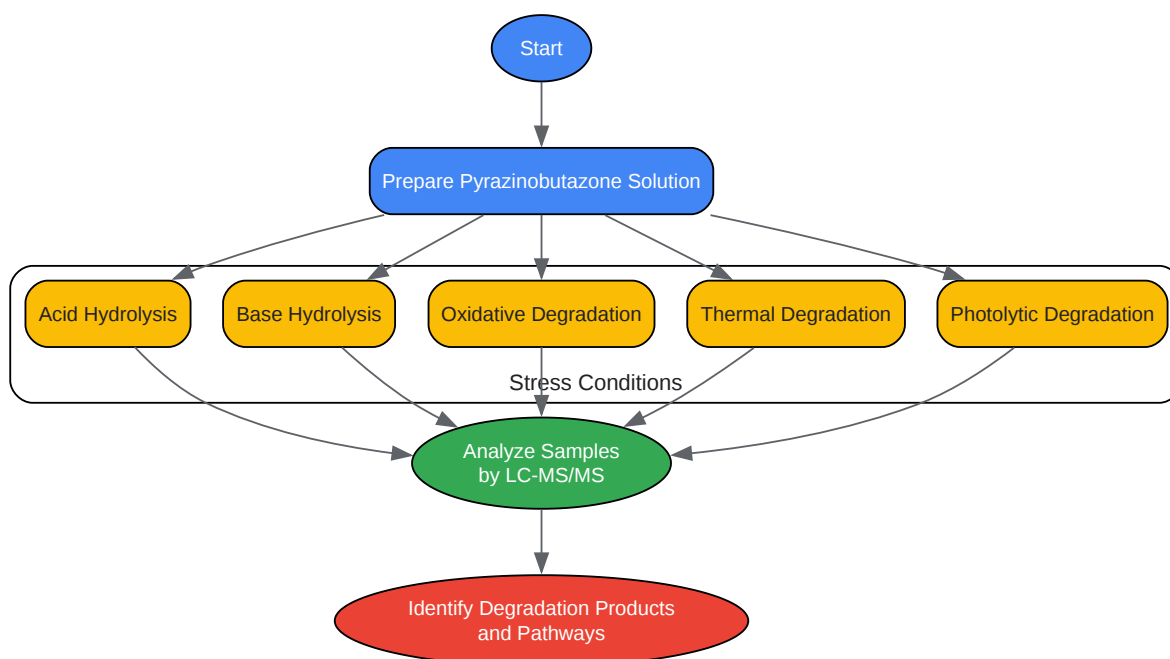 Start
Prepare Pyrazinobutazone Solution
Acid Hydrolysis
Base Hydrolysis
Oxidative Degradation
Thermal Degradation
Photolytic Degradation
Stress Conditions
Analyze Samples
by LC-MS/MS
Identify Degradation Products
and Pathways